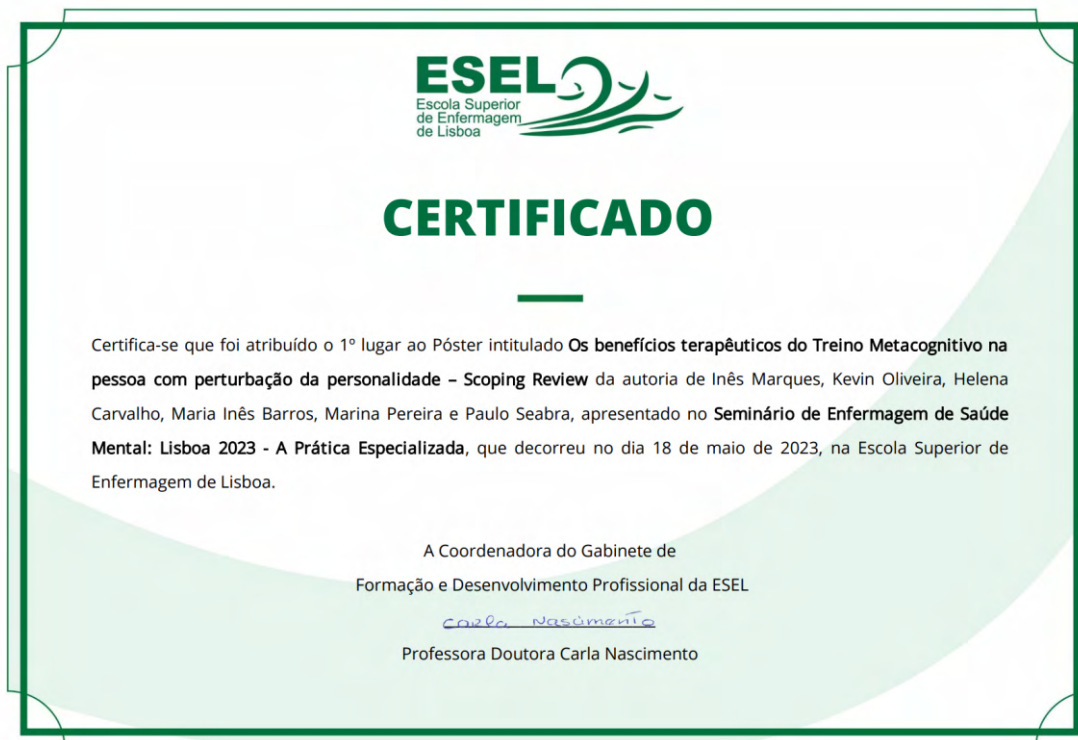 ESEL
Escola Superior
de Enfermagem
de Lisboa
CERTIFICADO
Certifica-se que foi atribuído o 1º lugar ao Póster intitulado Os benefícios terapêuticos do Treino Metacognitivo na
pessoa com perturbação da personalidade – Scoping Review da autoria de Inês Marques, Kevin Oliveira, Helena
Carvalho, Maria Inês Barros, Marina Pereira e Paulo Seabra, apresentado no Seminário de Enfermagem de Saúde
Mental: Lisboa 2023 - A Prática Especializada, que decorreu no dia 18 de maio de 2023, na Escola Superior de
Enfermagem de Lisboa.
A Coordenadora do Gabinete de
Formação e Desenvolvimento Profissional da ESEL
Carla Nascimento
Professora Doutora Carla Nascimento